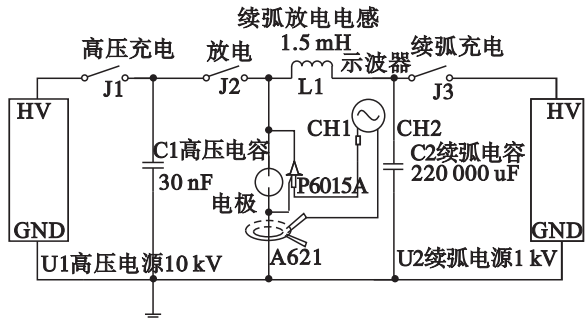 续弧放电电感
高压充电
放电
1.5 mH
示波器
续弧充电
J1
J2
L1
J3
HV
CH1
CH2
HV
C1高压电容
C2续弧电容
30 nF
P6015A
220 000 uF
电极
GND
GND
U1高压电源10 kV
A621
U2续弧电源1 kV